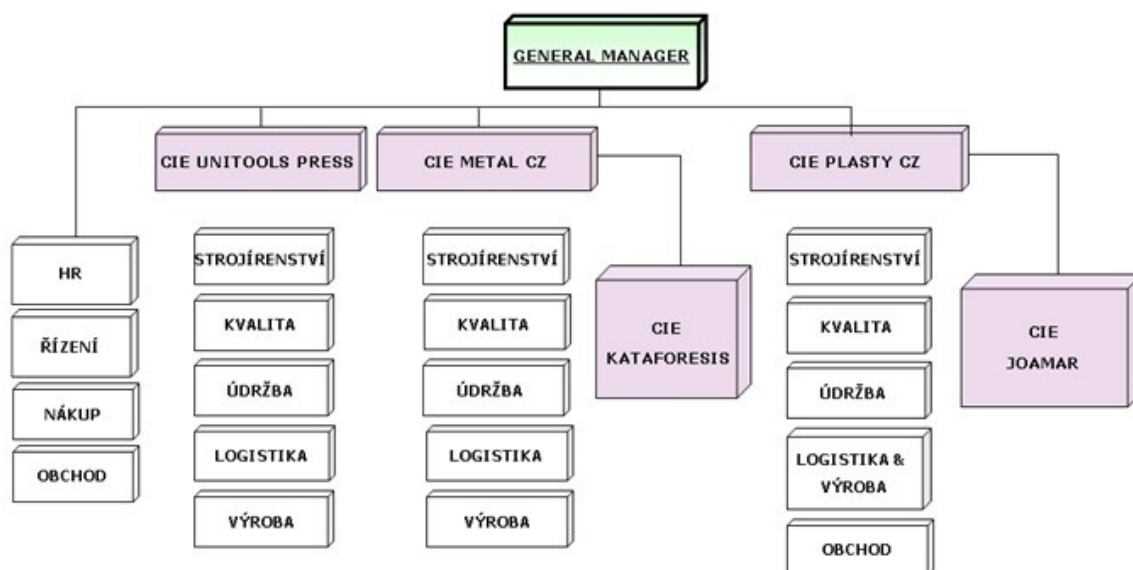 GENERAL MANAGER
CIE UNITOOLS PRESS
CIE METAL CZ
CIE PLASTY CZ
HR
ŘÍZENÍ
NÁKUP
OBCHOD
STROJÍRENSTVÍ
KVALITA
ÚDRŽBA
LOGISTIKA
VÝROBA
STROJÍRENSTVÍ
KVALITA
ÚDRŽBA
LOGISTIKA
VÝROBA
CIE
KATAFORESIS
STROJÍRENSTVÍ
KVALITA
ÚDRŽBA
LOGISTIKA &
VÝROBA
OBCHOD
CIE
JOAMAR